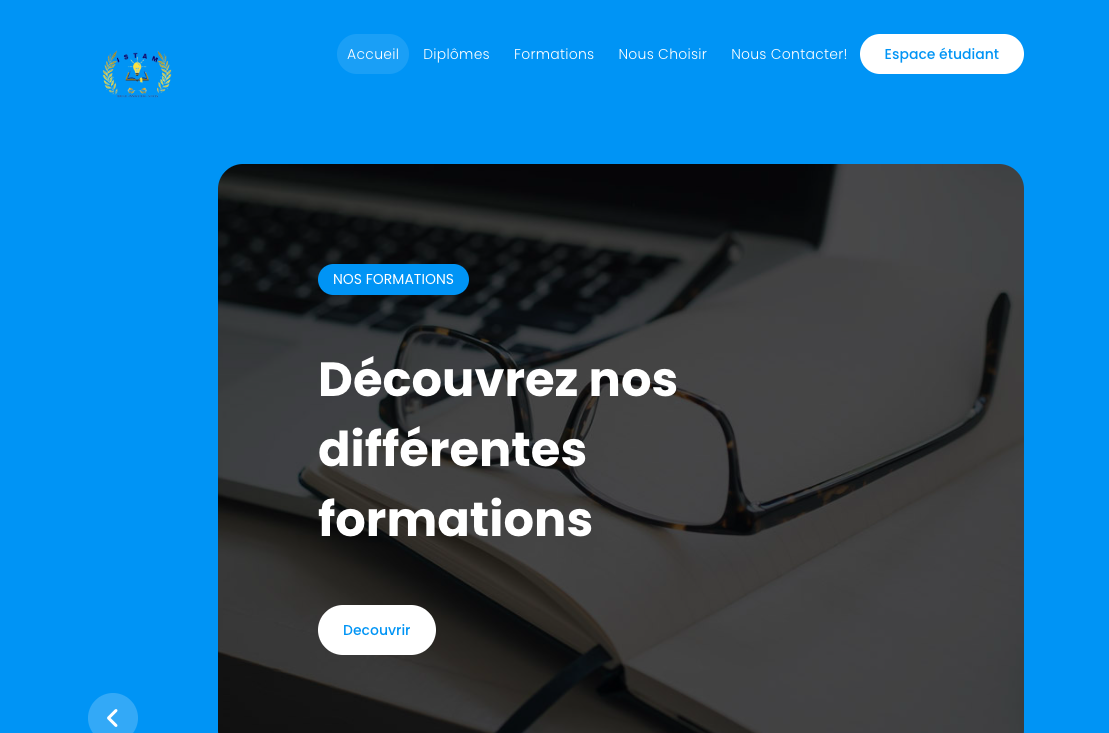 ISTAM
Accueil Diplômes Formations Nous Choisir Nous Contacter! Espace étudiant
NOS FORMATIONS
Découvrez nos
différentes
formations
Decouvrir